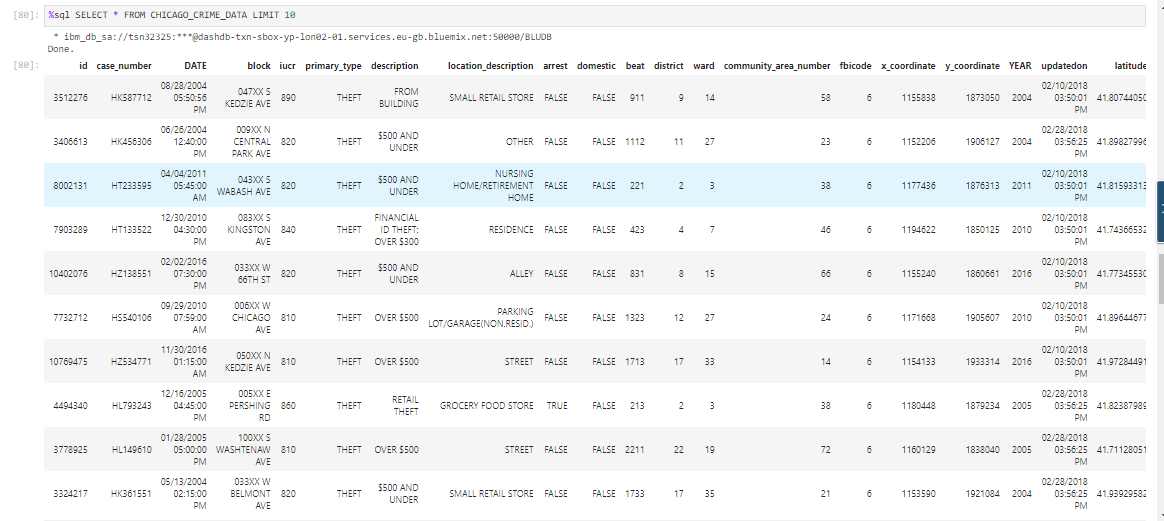 [80]: %sql SELECT * FROM CHICAGO_CRIME_DATA LIMIT 10
* ibm_db_sa://tsn32325:***@dashdb-txn-sbox-yp-lon02-01.services.eu-gb.bluemix.net:50000/BLUDB
Done.
[80]: id case_number DATE block iucr primary_type description location_description arrest domestic beat district ward community_area_number fbicode x_coordinate y_coordinate YEAR updatedon latitude
3512276 HK587712 08/28/2004 05:50:56 PM 047XX S KEDZIE AVE 890 THEFT FROM BUILDING SMALL RETAIL STORE FALSE FALSE 911 9 14 58 6 1155838 1873050 2004 02/10/2018 03:50:01 PM 41.80744050
3406613 HK456306 06/26/2004 12:40:00 PM 009XX N CENTRAL PARK AVE 820 THEFT $500 AND UNDER OTHER FALSE FALSE 1112 11 27 23 6 1152206 1906127 2004 02/28/2018 03:56:25 PM 41.89827996
8002131 HT233595 04/04/2011 05:45:00 AM 043XX S WABASH AVE 820 THEFT $500 AND UNDER NURSING HOME/RETIREMENT HOME FALSE FALSE 221 2 3 38 6 1177436 1876313 2011 02/10/2018 03:50:01 PM 41.81593313
7903289 HT133522 12/30/2010 04:30:00 PM 083XX S KINGSTON AVE 840 THEFT FINANCIAL ID THEFT: OVER $300 RESIDENCE FALSE FALSE 423 4 7 46 6 1194622 1850125 2010 02/10/2018 03:50:01 PM 41.74366532
10402076 HZ138551 02/02/2016 07:30:00 PM 033XX W 66TH ST 820 THEFT $500 AND UNDER ALLEY FALSE FALSE 831 8 15 66 6 1155240 1860661 2016 02/10/2018 03:50:01 PM 41.77345530
7732712 HS540106 09/29/2010 07:59:00 AM 006XX W CHICAGO AVE 810 THEFT OVER $500 PARKING LOT/GARAGE(NON.RESID.) FALSE FALSE 1323 12 27 24 6 1171668 1905607 2010 02/10/2018 03:50:01 PM 41.89644677
10769475 HZ534771 11/30/2016 01:15:00 AM 050XX N KEDZIE AVE 810 THEFT OVER $500 STREET FALSE FALSE 1713 17 33 14 6 1154133 1933314 2016 02/10/2018 03:50:01 PM 41.97284491
4494340 HL793243 12/16/2005 04:45:00 PM 005XX E PERSHING RD 860 THEFT RETAIL THEFT GROCERY FOOD STORE TRUE FALSE 213 2 3 38 6 1180448 1879234 2005 02/28/2018 03:56:25 PM 41.82387989
3778925 HL149610 01/28/2005 05:00:00 PM 100XX S WASHTENAW AVE 810 THEFT OVER $500 STREET FALSE FALSE 2211 22 19 72 6 1160129 1838040 2005 02/28/2018 03:56:25 PM 41.71128051
3324217 HK361551 05/13/2004 02:15:00 PM 033XX W BELMONT AVE 820 THEFT $500 AND UNDER SMALL RETAIL STORE FALSE FALSE 1733 17 35 21 6 1153590 1921084 2004 02/28/2018 03:56:25 PM 41.93929582